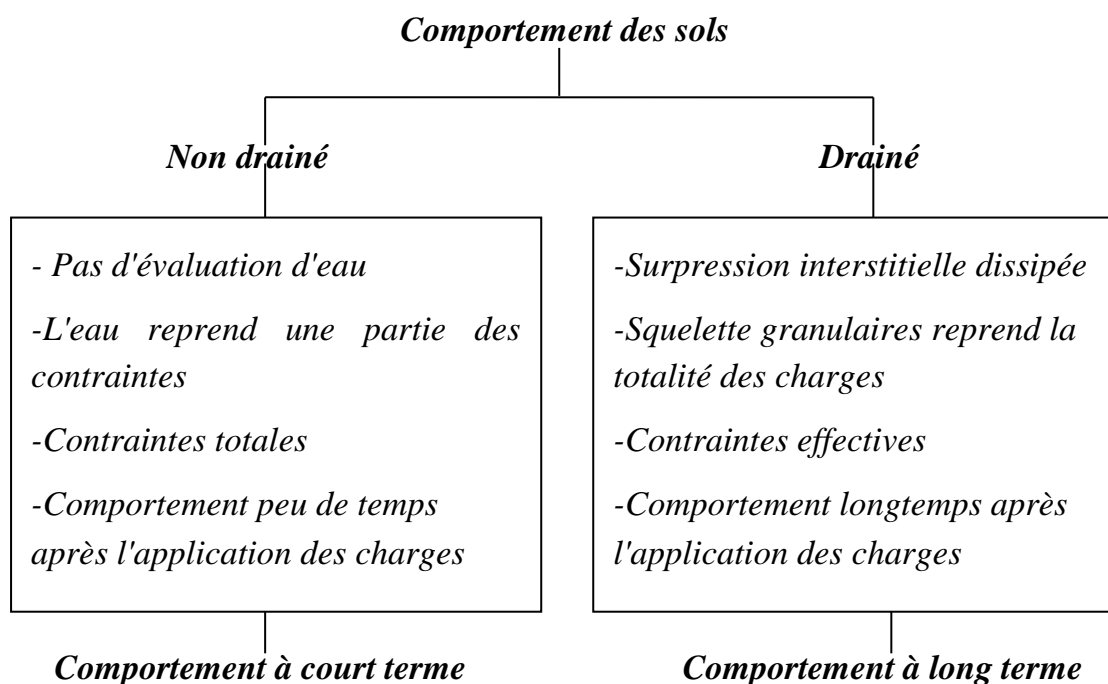 Comportement des sols
Non drainé
Drainé
- Pas d'évaluation d'eau
-L'eau reprend une partie des
contraintes
-Contraintes totales
-Comportement peu de temps
après l'application des charges
-Surpression interstitielle dissipée
-Squelette granulaires reprend la
totalité des charges
-Contraintes effectives
-Comportement longtemps après
l'application des charges
Comportement à court terme
Comportement à long terme